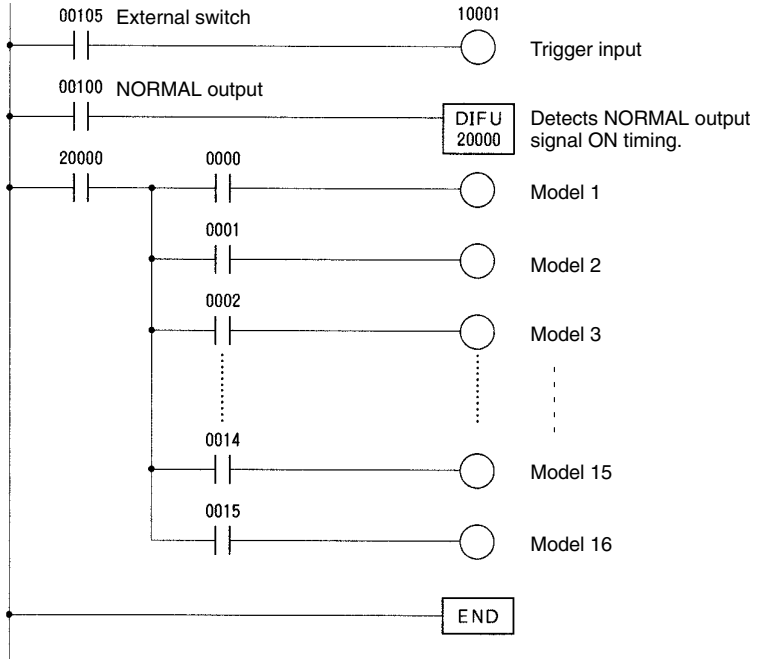 00105 External switch 10001
Trigger input
00100 NORMAL output
DIFU
20000
Detects NORMAL output
signal ON timing.
20000 0000
Model 1
0001
Model 2
0002
Model 3
0014
Model 15
0015
Model 16
END